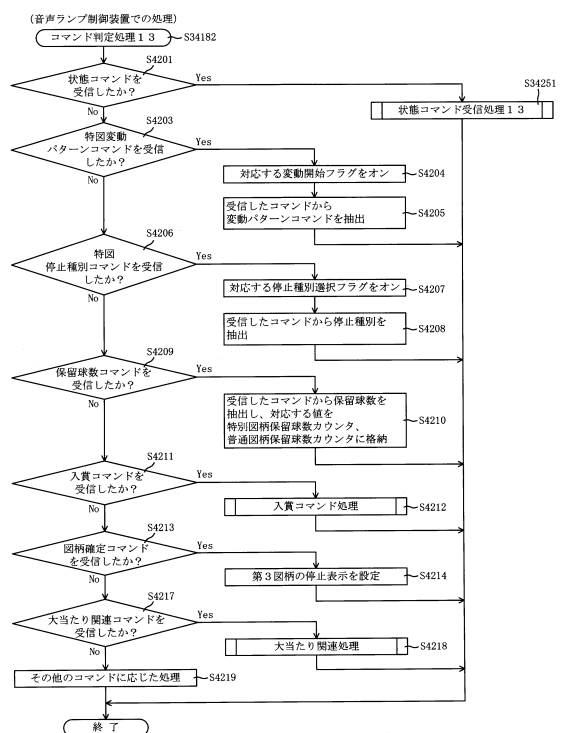 (音声ランプ制御装置での処理)
コマンド判定処理13
S34182
S4201
状態コマンドを
受信したか？
Yes
No
S34251
状態コマンド受信処理13
S4203
特図変動
パターンコマンドを受信
したか？
Yes
No
対応する変動開始フラグをオン
S4204
受信したコマンドから
変動パターンコマンドを抽出
S4205
S4206
特図
停止種別コマンドを受信
したか？
Yes
No
対応する停止種別選択フラグをオン
S4207
受信したコマンドから停止種別を
抽出
S4208
S4209
保留球数コマンドを
受信したか？
Yes
No
受信したコマンドから保留球数を
抽出し、対応する値を
特別図柄保留球数カウンタ、
普通図柄保留球数カウンタに格納
S4210
S4211
入賞コマンドを
受信したか？
Yes
No
入賞コマンド処理
S4212
S4213
図柄確定コマンド
を受信したか？
Yes
No
第3図柄の停止表示を設定
S4214
S4217
大当たり関連コマンドを
受信したか？
Yes
No
大当たり関連処理
S4218
その他のコマンドに応じた処理
S4219
終了